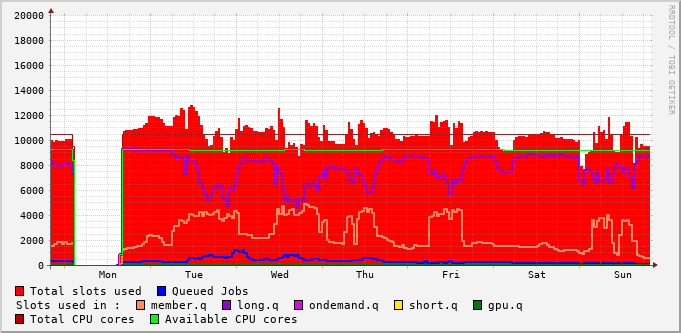 20000
18000
16000
14000
12000
10000
8000
6000
4000
2000
0
Mon Tue Wed Thu Fri Sat Sun
RRDTOOL / TOBI OETIKER
Total slots used Queued Jobs
Slots used in : member.q long.q ondemand.q short.q gpu.q
Total CPU cores Available CPU cores